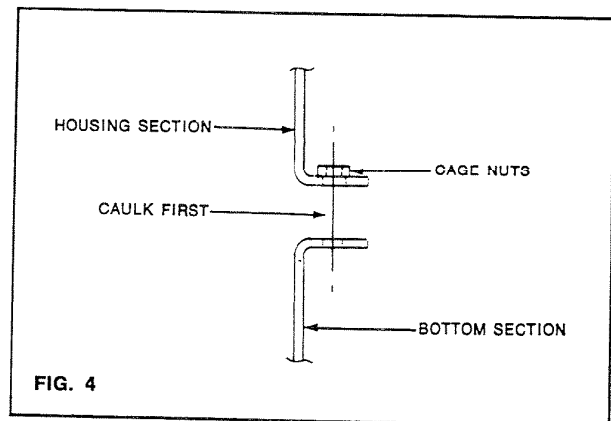 HOUSING SECTION
CAGE NUTS
CAULK FIRST
BOTTOM SECTION
FIG. 4